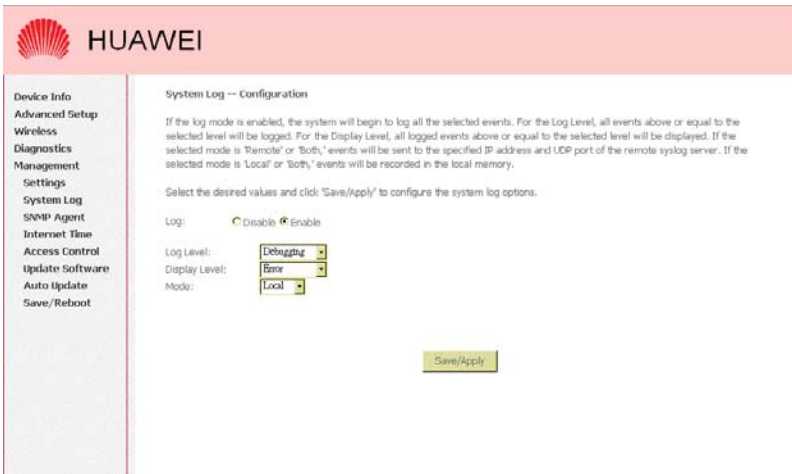 HUAWEI
Device Info
Advanced Setup
Wireless
Diagnostics
Management
Settings
System Log
SNMP Agent
Internet Time
Access Control
Update Software
Auto Update
Save/Reboot
System Log -- Configuration
If the log mode is enabled, the system will begin to log all the selected events. For the Log Level, all events above or equal to the
selected level will be logged. For the Display Level, all logged events above or equal to the selected level will be displayed. If the
selected mode is 'Remote' or 'Both,' events will be sent to the specified IP address and UDP port of the remote syslog server. If the
selected mode is 'Local' or 'Both,' events will be recorded in the local memory.
Select the desired values and click 'Save/Apply' to configure the system log options.
Log: Disable Enable
Log Level: Debugging
Display Level: Error
Mode: Local
Save/Apply